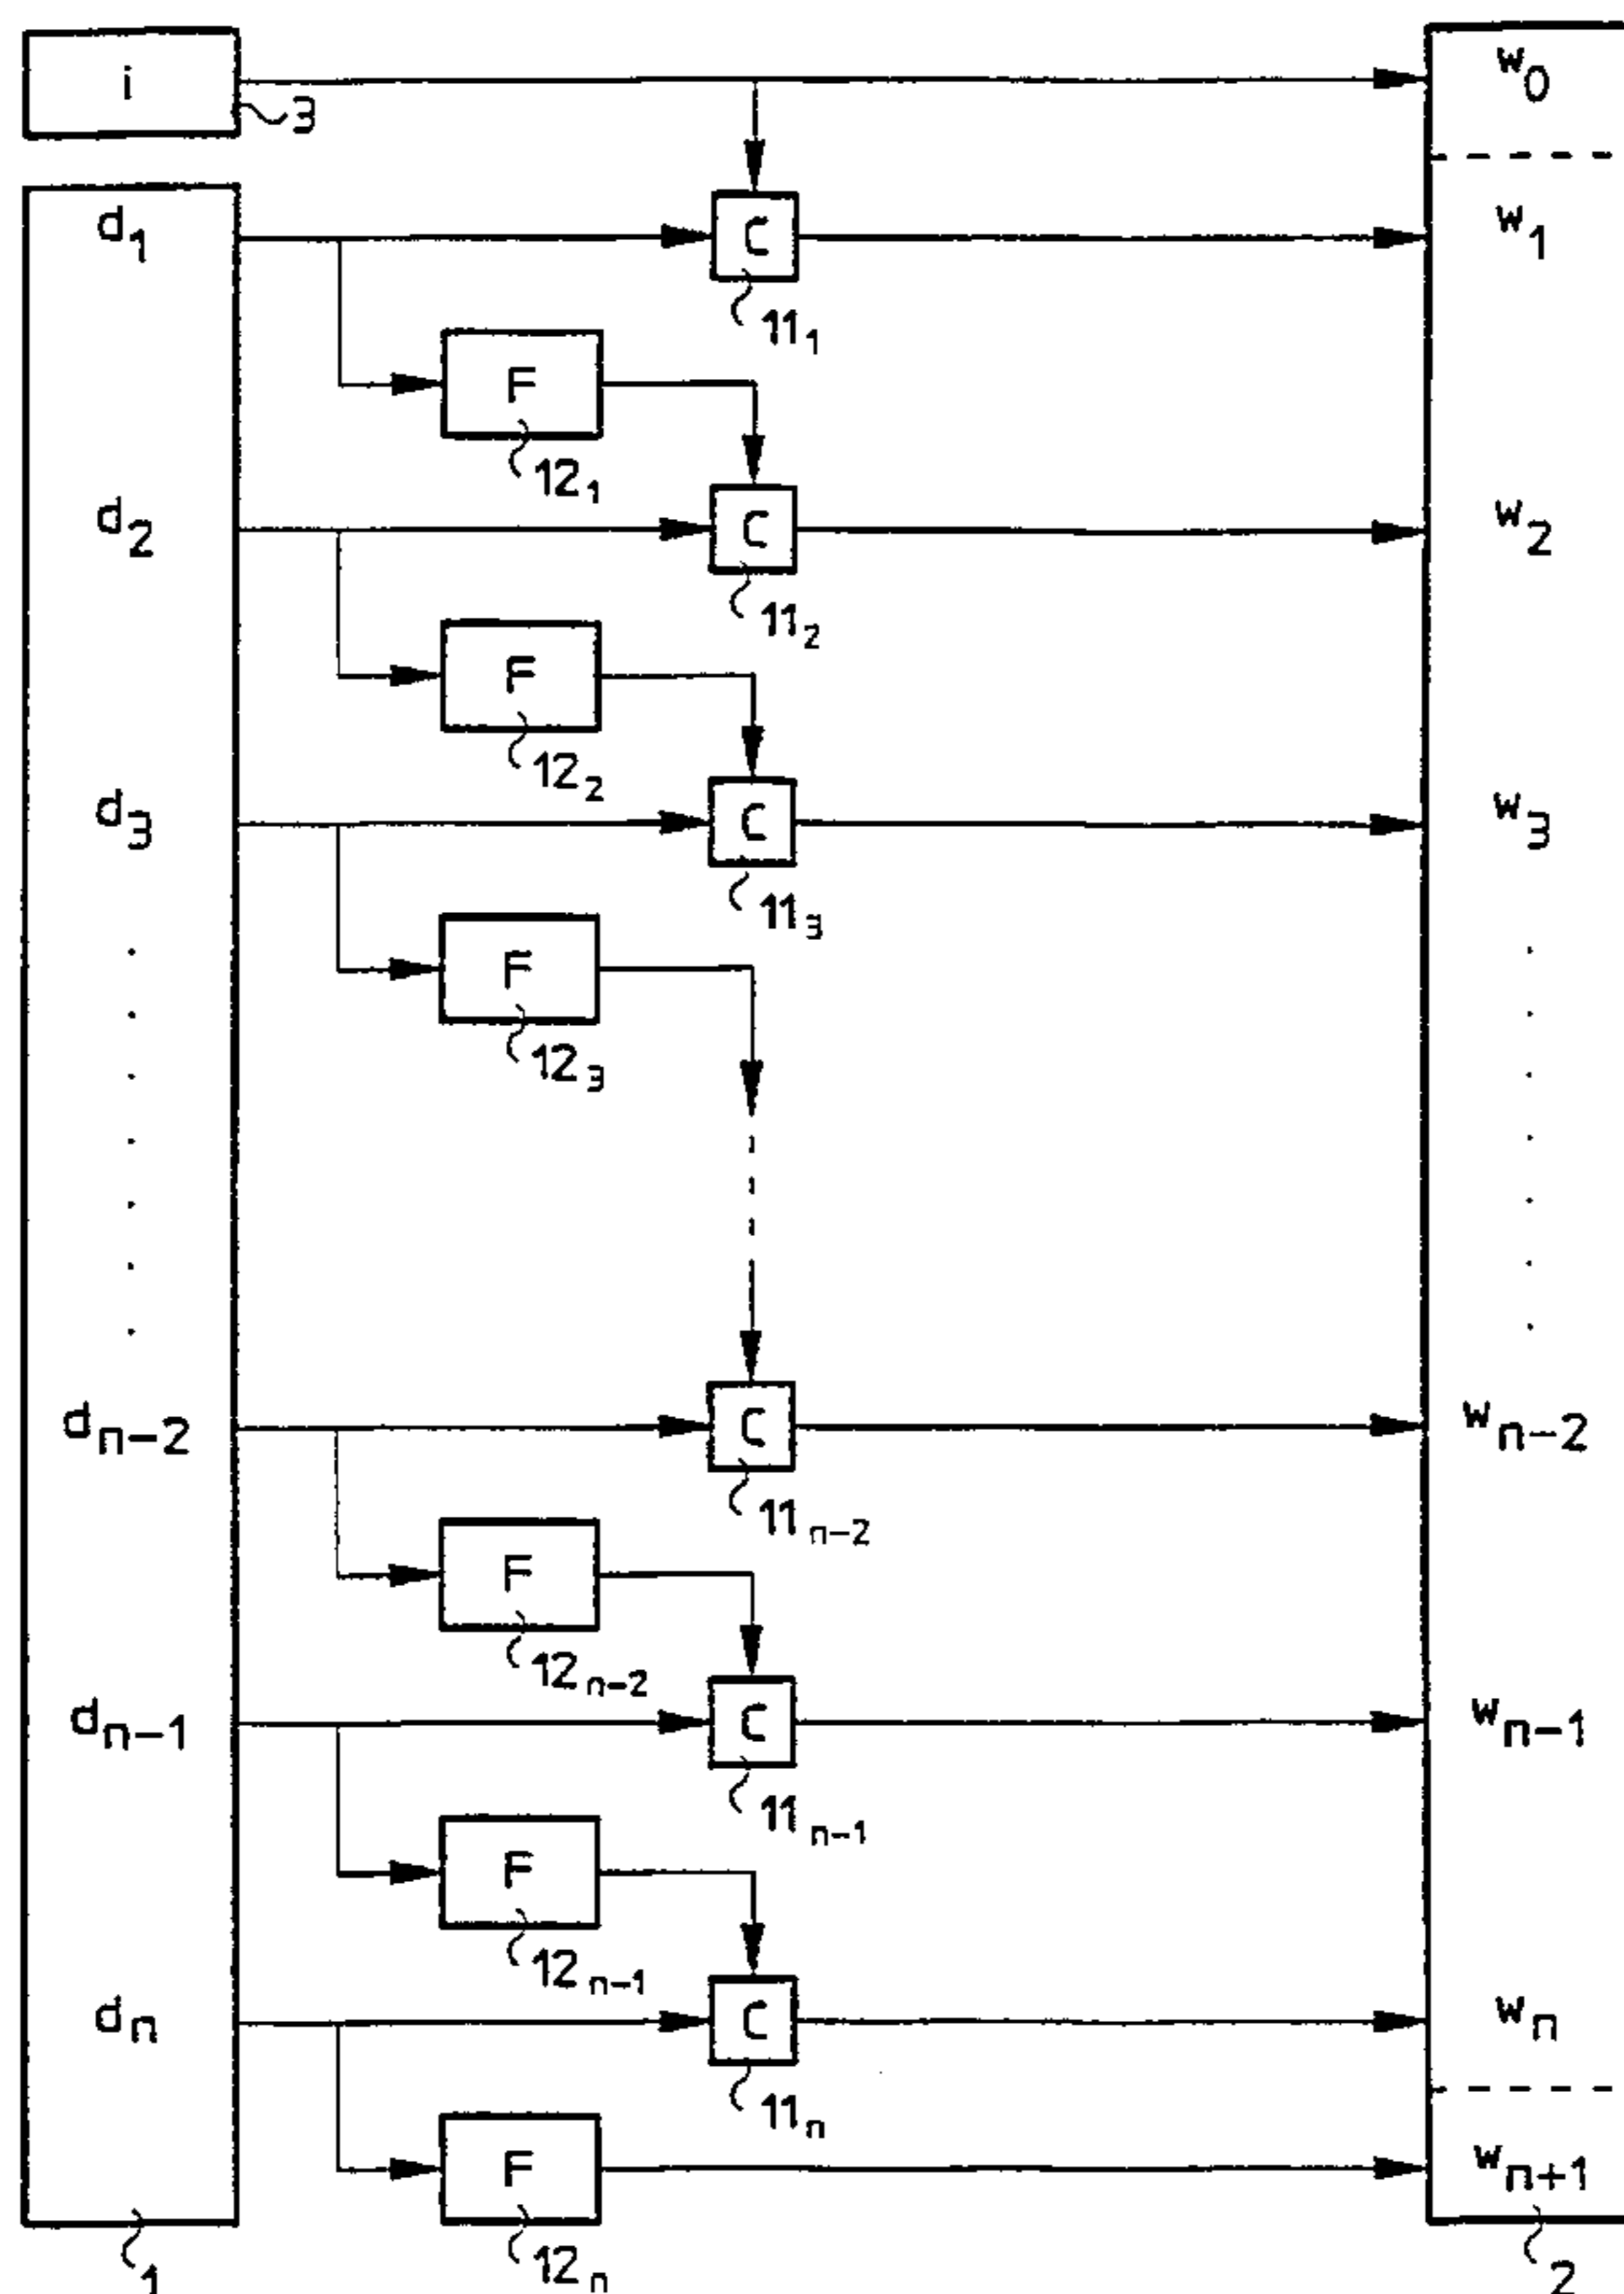 i w₀
3
d₁ C w₁
11₁
F
12₁
d₂ C w₂
11₂
F
12₂
d₃ C w₃
11₃
F
12₃
dₙ₋₂ C wₙ₋₂
11ₙ₋₂
F
12ₙ₋₂
dₙ₋₁ C wₙ₋₁
11ₙ₋₁
F
12ₙ₋₁
dₙ C wₙ
11ₙ
F wₙ₊₁
1 12ₙ 2